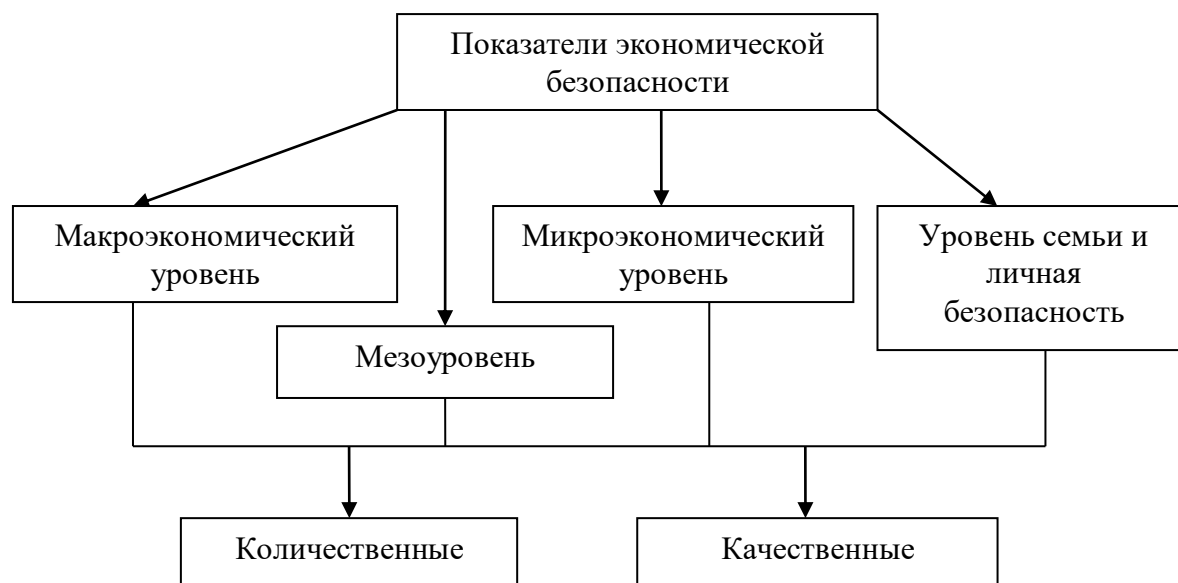 Показатели экономической
безопасности
Макроэкономический
уровень
Микроэкономический
уровень
Уровень семьи и
личная
безопасность
Мезоуровень
Количественные
Качественные